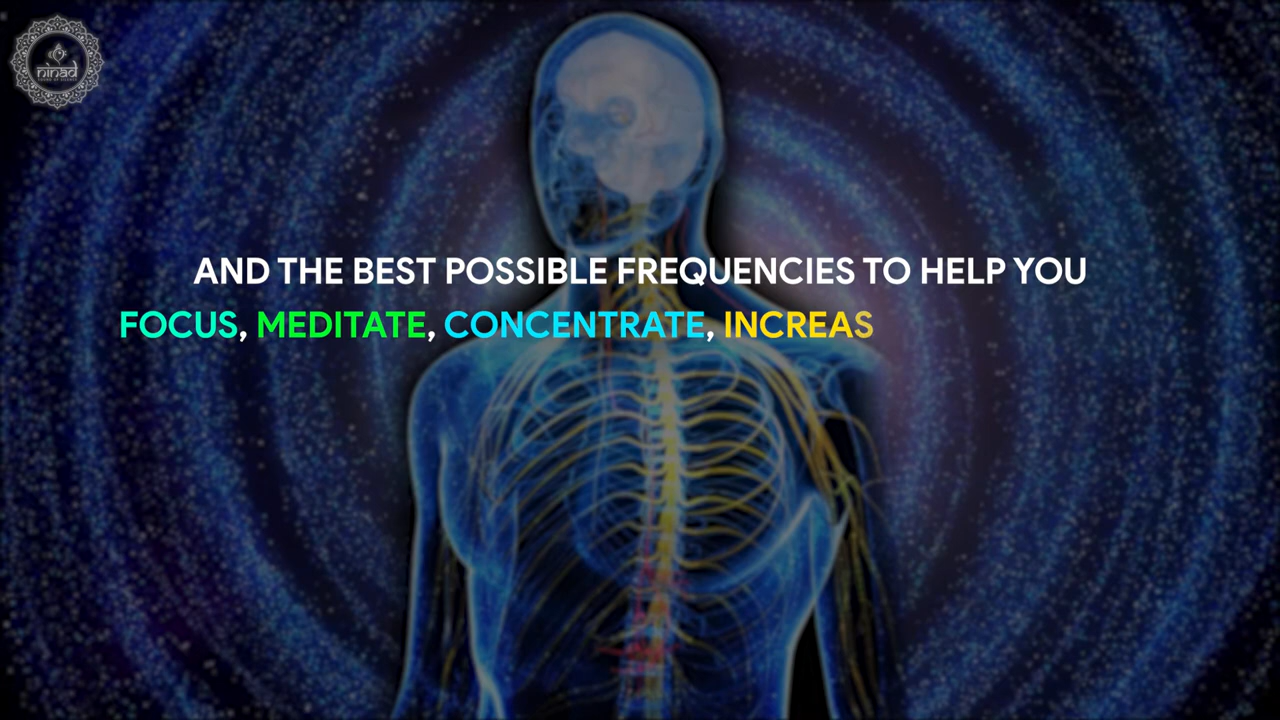 ninad
AND THE BEST POSSIBLE FREQUENCIES TO HELP YOU
FOCUS, MEDITATE, CONCENTRATE, INCREAS